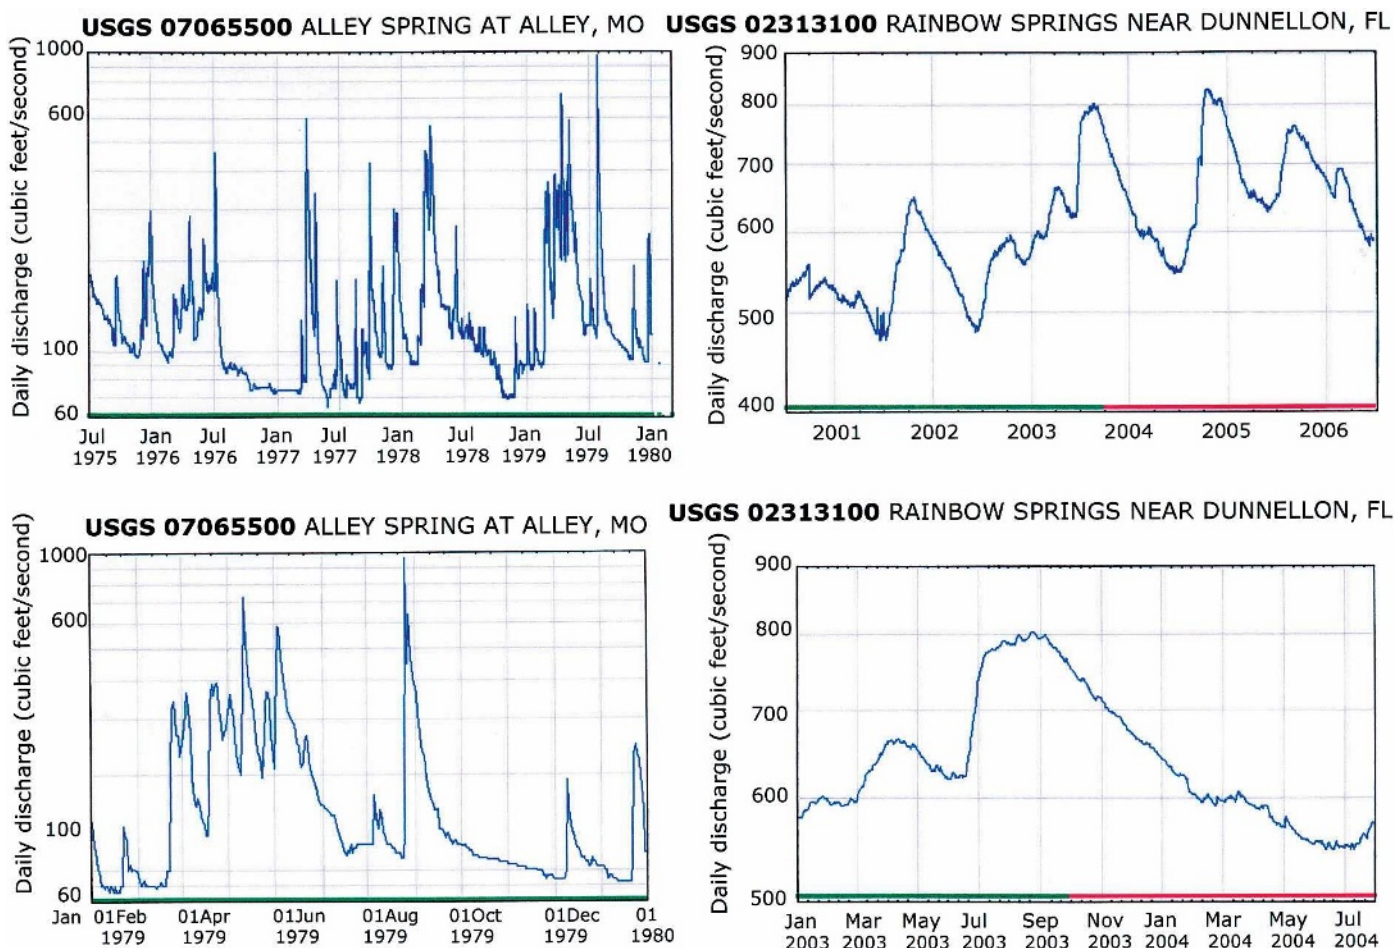 USGS 07065500 ALLEY SPRING AT ALLEY, MO
Daily discharge (cubic feet/second)
1000
600
100
60
Jul Jan Jul Jan Jul Jan Jul Jan Jul Jan
1975 1976 1976 1977 1977 1978 1978 1979 1979 1980
USGS 02313100 RAINBOW SPRINGS NEAR DUNNELLON, FL
Daily discharge (cubic feet/second)
900
800
700
600
500
400
2001 2002 2003 2004 2005 2006
USGS 07065500 ALLEY SPRING AT ALLEY, MO
Daily discharge (cubic feet/second)
1000
600
100
60
Jan 01Feb 01Apr 01Jun 01Aug 01Oct 01Dec 01
1979 1979 1979 1979 1979 1979 1980
USGS 02313100 RAINBOW SPRINGS NEAR DUNNELLON, FL
Daily discharge (cubic feet/second)
900
800
700
600
500
Jan Mar May Jul Sep Nov Jan Mar May Jul
2003 2003 2003 2003 2003 2003 2004 2004 2004 2004